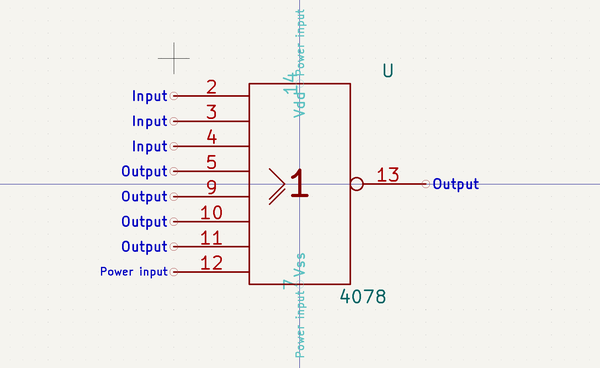 Power input
14
Vdd
U
Input 2
Input 3
Input 4
Output 5
Output 9
Output 10
Output 11
Power input 12
≥1
13 Output
Vss
7
Power input
4078